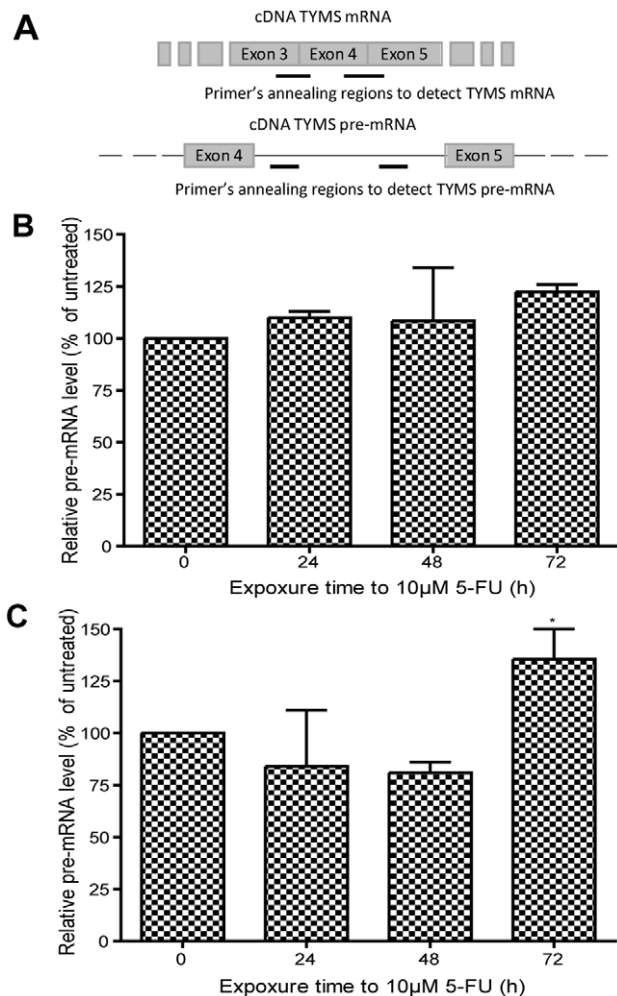 A
cDNA TYMS mRNA
Exon 3 Exon 4 Exon 5
Primer's annealing regions to detect TYMS mRNA
cDNA TYMS pre-mRNA
Exon 4 Exon 5
Primer's annealing regions to detect TYMS pre-mRNA
B
Relative pre-mRNA level (% of untreated)
150
125
100
75
50
25
0
0 24 48 72
Expoxure time to 10µM 5-FU (h)
C
Relative pre-mRNA level (% of untreated)
150
125
100
75
50
25
0
*
0 24 48 72
Expoxure time to 10µM 5-FU (h)